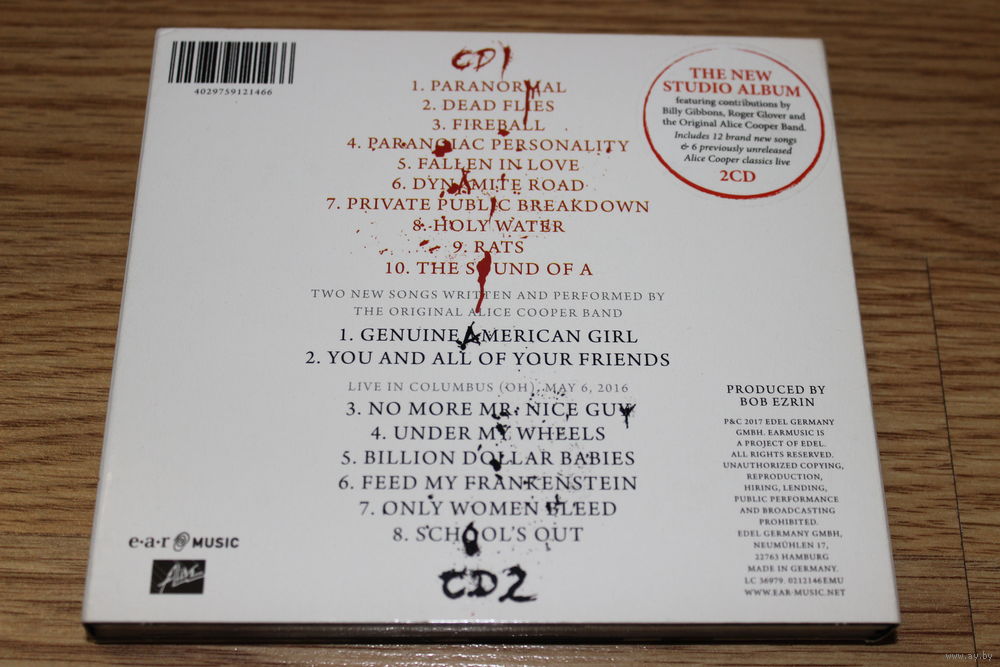 4029759121466
CD1
1. PARANORMAL
2. DEAD FLIES
3. FIREBALL
4. PARANOIAC PERSONALITY
5. FALLEN IN LOVE
6. DYNAMITE ROAD
7. PRIVATE PUBLIC BREAKDOWN
8. HOLY WATER
9. RATS
10. THE SOUND OF A
THE NEW
STUDIO ALBUM
featuring contributions by
Billy Gibbons, Roger Glover and
the Original Alice Cooper Band.
Includes 12 brand new songs
& 6 previously unreleased
Alice Cooper classics live
2CD
TWO NEW SONGS WRITTEN AND PERFORMED BY
THE ORIGINAL ALICE COOPER BAND
1. GENUINE AMERICAN GIRL
2. YOU AND ALL OF YOUR FRIENDS
LIVE IN COLUMBUS (OH), MAY 6, 2016
3. NO MORE MR. NICE GUY
4. UNDER MY WHEELS
5. BILLION DOLLAR BABIES
6. FEED MY FRANKENSTEIN
7. ONLY WOMEN BLEED
8. SCHOOL'S OUT
CD2
PRODUCED BY
BOB EZRIN
P&C 2017 EDEL GERMANY
GMBH. EARMUSIC IS
A PROJECT OF EDEL.
ALL RIGHTS RESERVED.
UNAUTHORIZED COPYING,
REPRODUCTION,
HIRING, LENDING,
PUBLIC PERFORMANCE
AND BROADCASTING
PROHIBITED.
EDEL GERMANY GMBH,
NEUMÜHLEN 17,
22763 HAMBURG
MADE IN GERMANY.
LC 36979. 0212146EMU
WWW.EAR-MUSIC.NET
e·a·r MUSIC
Alice
www.ay.by